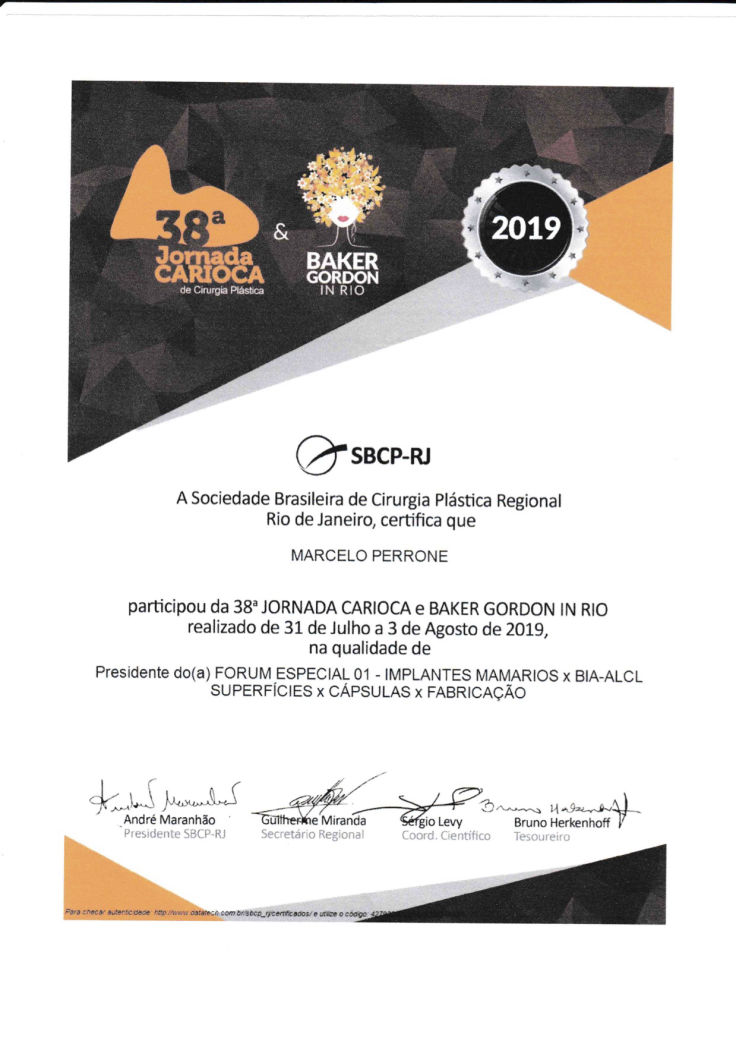 38ª
Jornada
CARIOCA
de Cirurgia Plástica
&
BAKER
GORDON
IN RIO
2019
SBCP-RJ
A Sociedade Brasileira de Cirurgia Plástica Regional
Rio de Janeiro, certifica que
MARCELO PERRONE
participou da 38ª JORNADA CARIOCA e BAKER GORDON IN RIO
realizado de 31 de Julho a 3 de Agosto de 2019,
na qualidade de
Presidente do(a) FORUM ESPECIAL 01 - IMPLANTES MAMARIOS x BIA-ALCL
SUPERFÍCIES x CÁPSULAS x FABRICAÇÃO
André Maranhão
Presidente SBCP-RJ
Guilherme Miranda
Secretário Regional
Sérgio Levy
Coord. Científico
Bruno Herkenhoff
Tesoureiro
Para checar autenticidade: http://www.datatech.com.br/sbcp_rj/certificados/ e utilize o código: